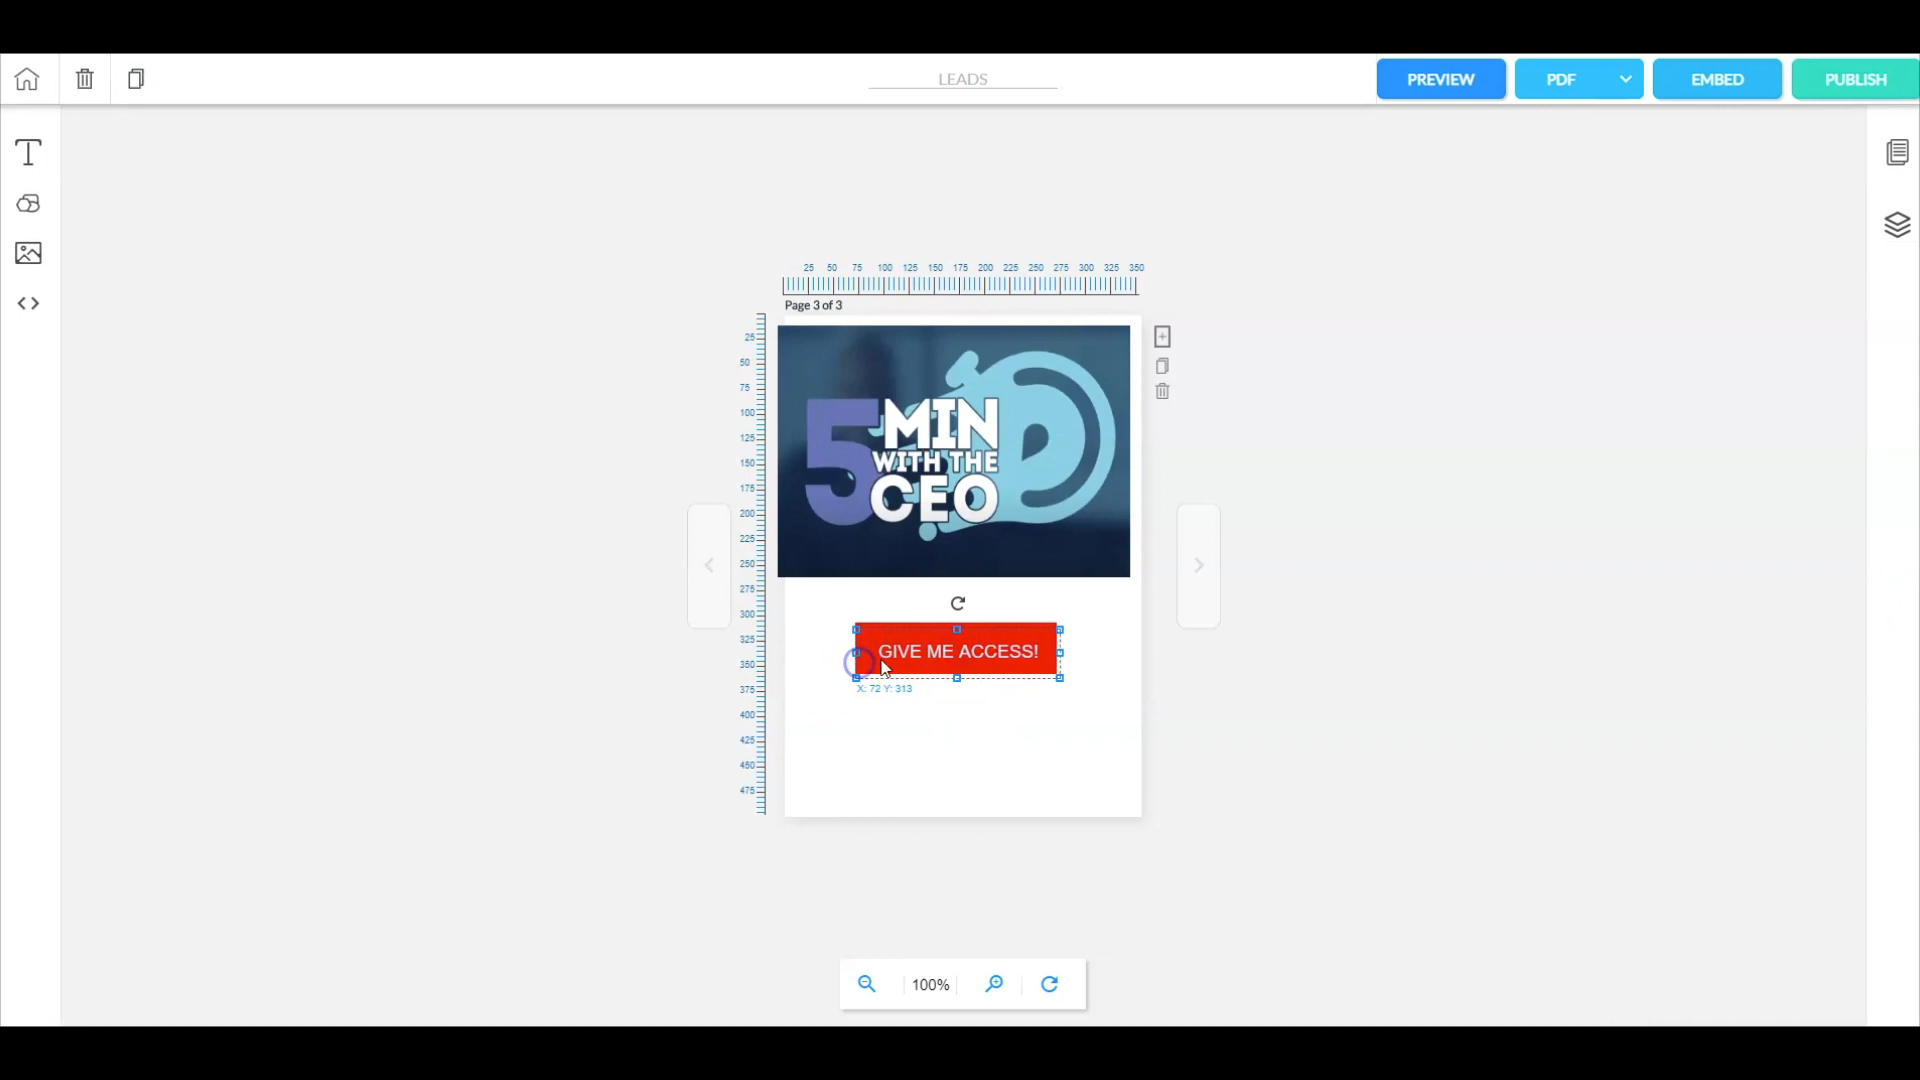 LEADS
PREVIEW
PDF
EMBED
PUBLISH
25 50 75 100 125 150 175 200 225 250 275 300 325 350
Page 3 of 3
25
50
75
100
125
150
175
200
225
250
275
300
325
350
375
400
425
450
475
5 MIN
WITH THE
CEO
GIVE ME ACCESS!
X: 72 Y: 313
100%